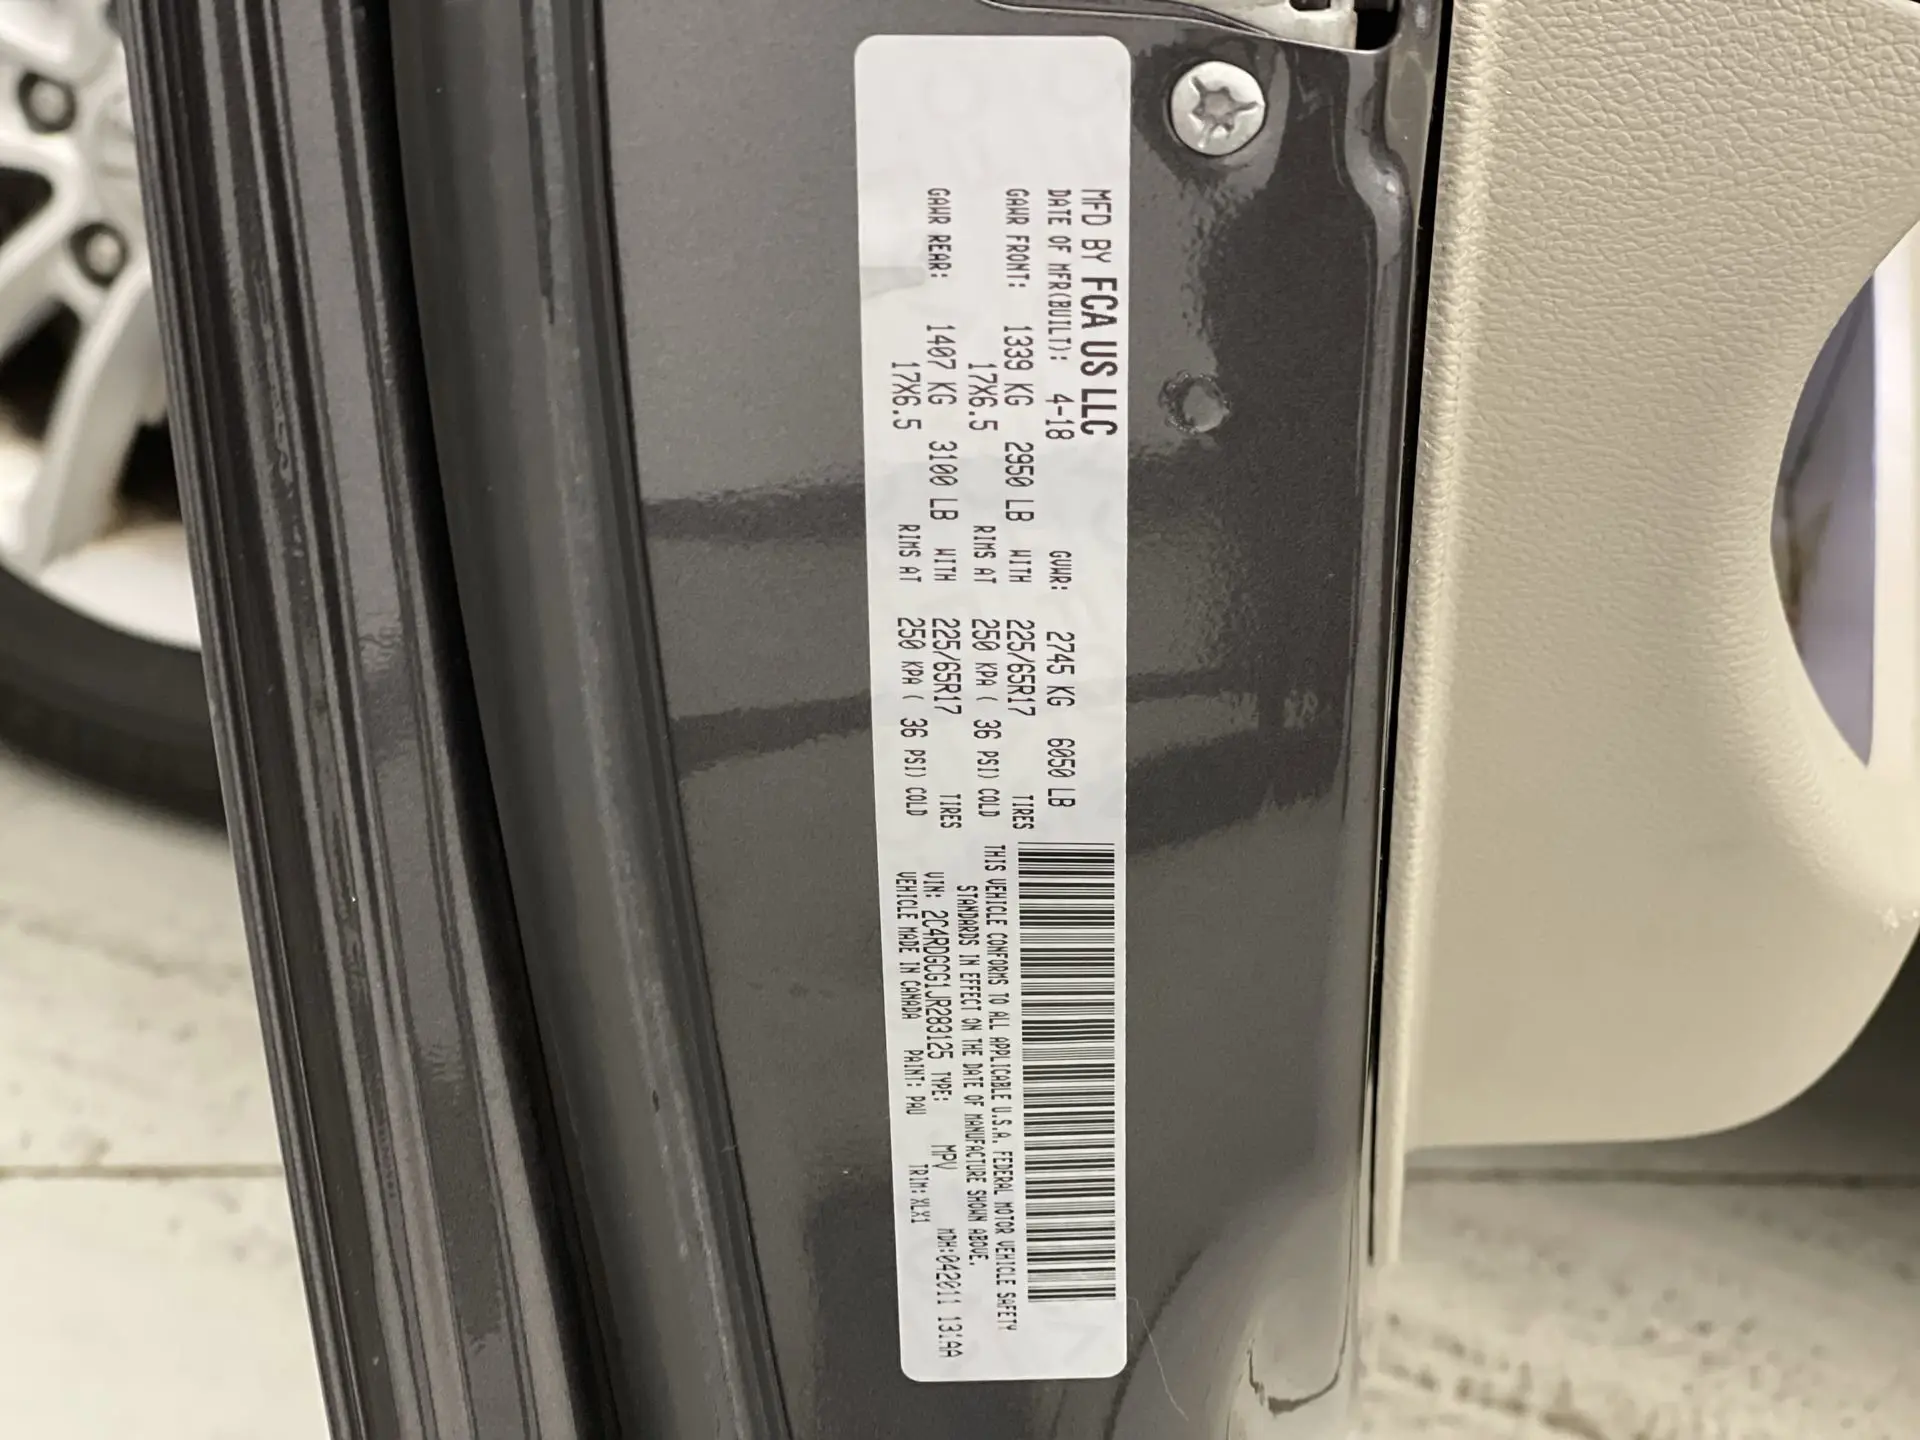 MFD BY FCA US LLC
DATE OF MFR(BUILT): 4-18 GVWR: 2745 KG 6050 LB
GAWR FRONT: 1339 KG 2950 LB WITH 225/65R17 TIRES
17X6.5 RIMS AT 250 KPA ( 36 PSI) COLD
GAWR REAR: 1407 KG 3100 LB WITH 225/65R17 TIRES
17X6.5 RIMS AT 250 KPA ( 36 PSI) COLD
THIS VEHICLE CONFORMS TO ALL APPLICABLE U.S.A. FEDERAL MOTOR VEHICLE SAFETY
STANDARDS IN EFFECT ON THE DATE OF MANUFACTURE SHOWN ABOVE.
VIN: 2C4RDGCG1JR283125 TYPE: MPV MDH:042011 131AA
VEHICLE MADE IN CANADA PAINT: PAU TRIM: XLX1